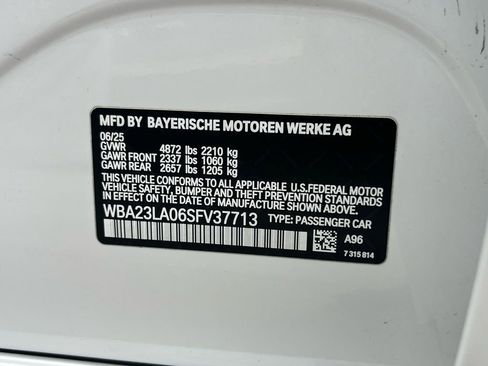 MFD BY BAYERISCHE MOTOREN WERKE AG
06/25
GVWR 4872 lbs 2210 kg
GAWR FRONT 2337 lbs 1060 kg
GAWR REAR 2657 lbs 1205 kg
THIS VEHICLE CONFORMS TO ALL APPLICABLE U.S.FEDERAL MOTOR
VEHICLE SAFETY, BUMPER, AND THEFT PREVENTION STANDARDS
IN EFFECT ON THE DATE OF MANUFACTURE SHOWN ABOVE.
WBA23LA06SFV37713 TYPE: PASSENGER CAR
A96
7 315 814